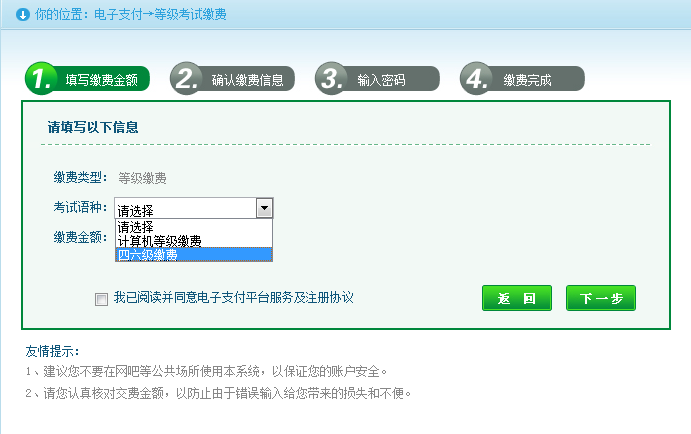 你的位置：电子支付→等级考试缴费
1. 填写缴费金额 2. 确认缴费信息 3. 输入密码 4. 缴费完成
请填写以下信息
缴费类型： 等级缴费
考试语种： 请选择
请选择
计算机等级缴费
缴费金额： 四六级缴费
我已阅读并同意电子支付平台服务及注册协议 返 回 下一步
友情提示：
1、建议您不要在网吧等公共场所使用本系统，以保证您的账户安全。
2、请您认真核对交费金额，以防止由于错误输入给您带来的损失和不便。